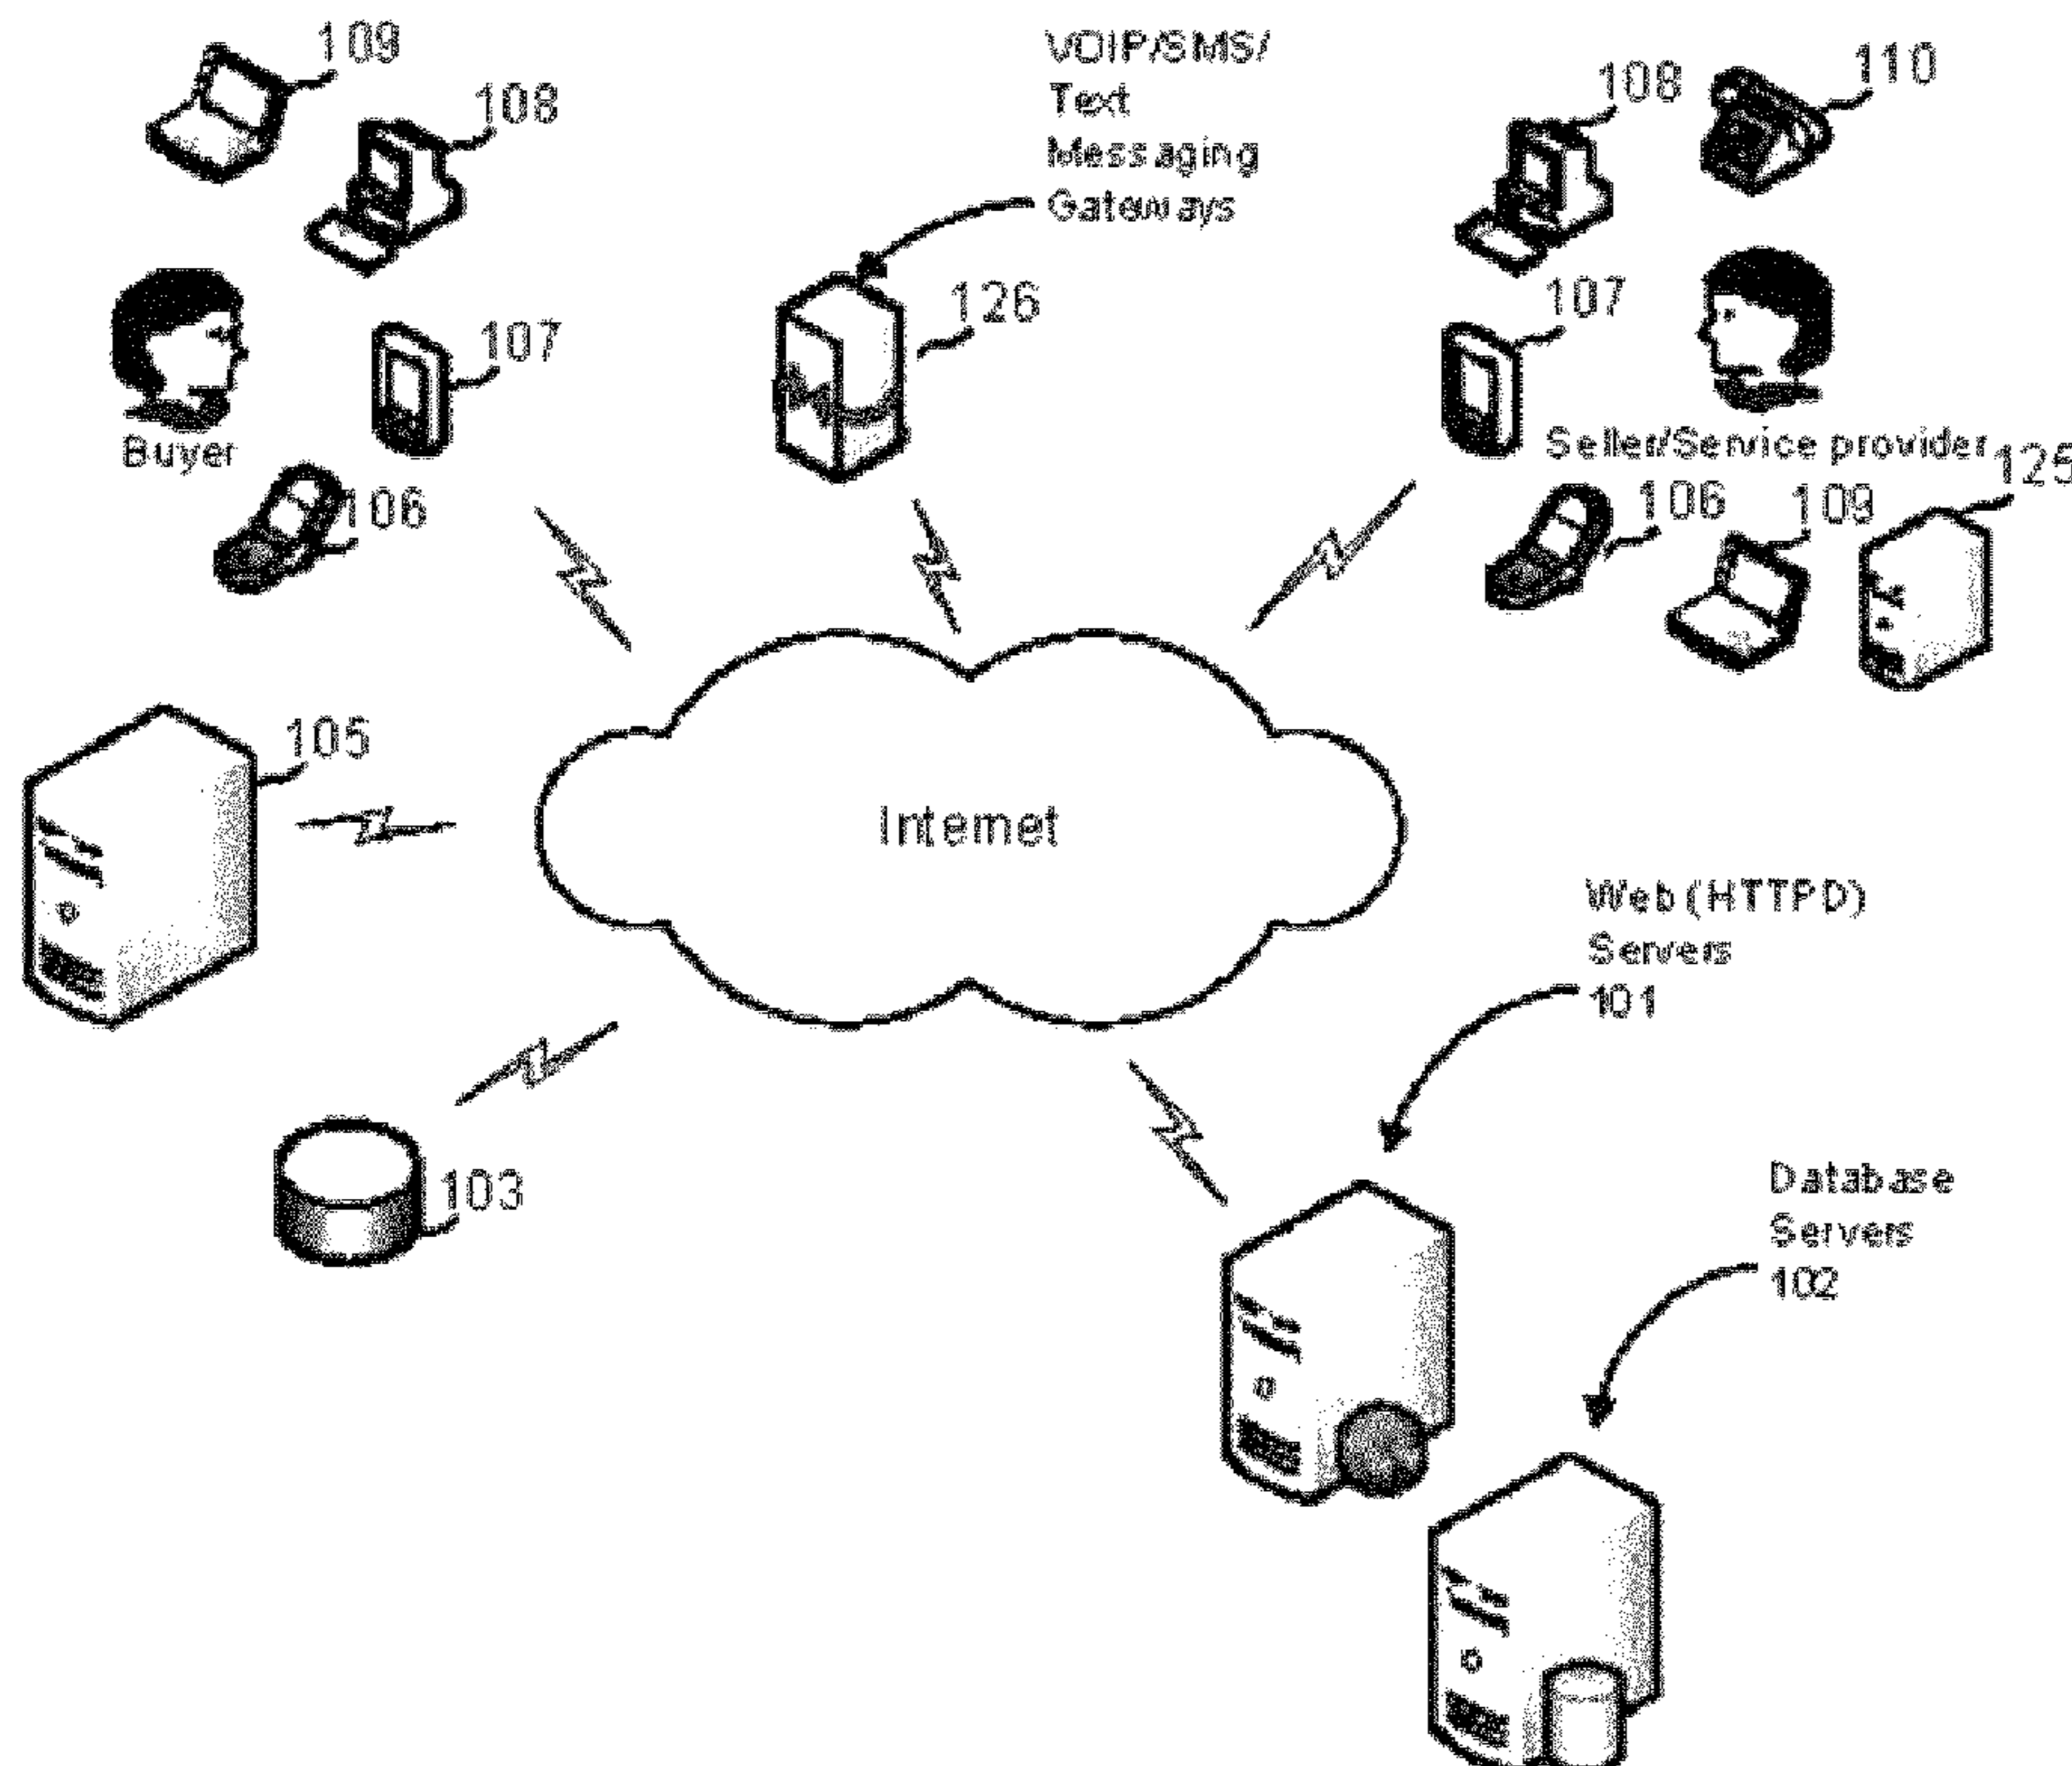 109
108
VOIP/SMS/
Text
Messaging
Gateways
108
110
126
107
107
Buyer
Seller/Service provider
125
106
106
109
105
Internet
Web (HTTPD)
Servers
101
103
Database
Servers
102